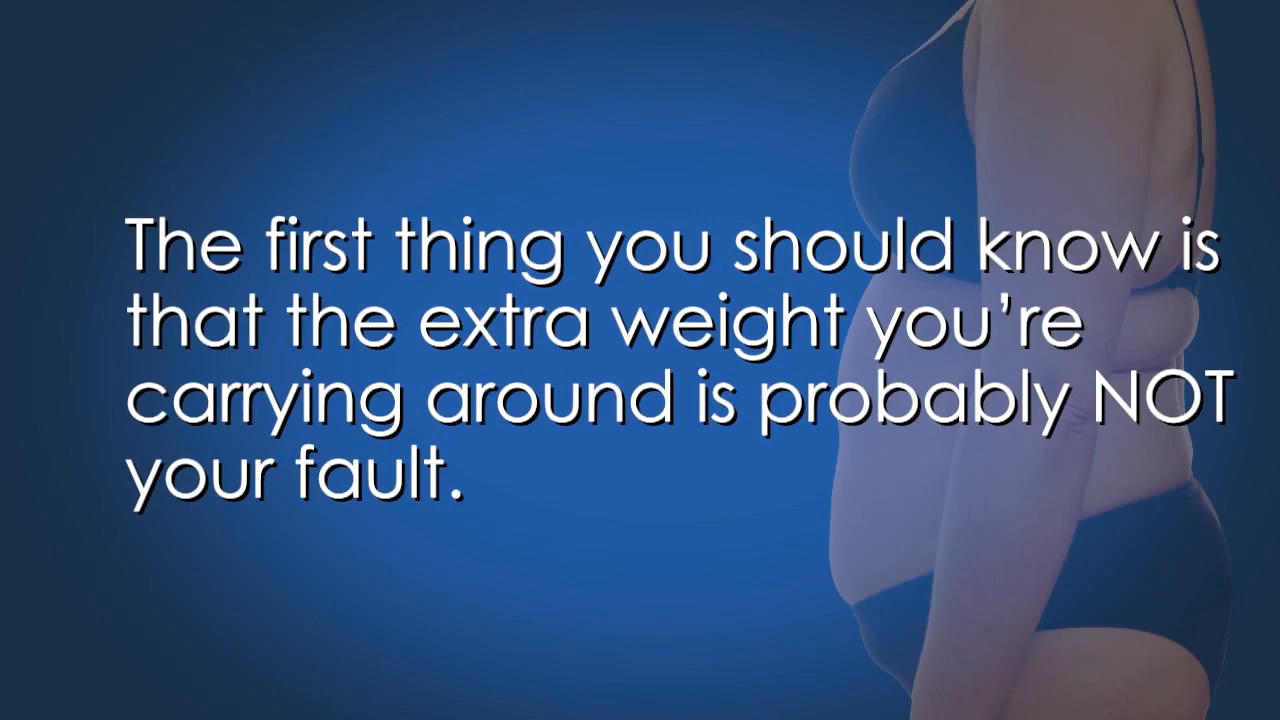 The first thing you should know is
that the extra weight you’re
carrying around is probably NOT
your fault.